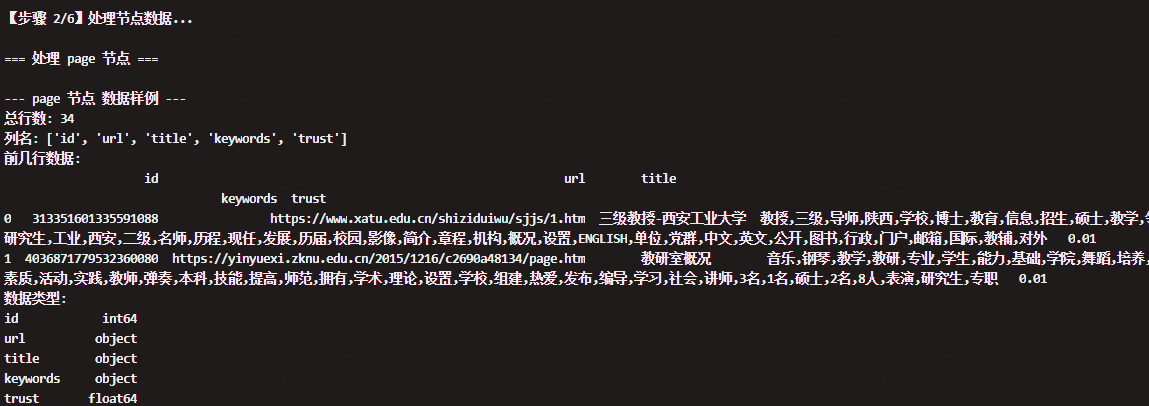 【步骤 2/6】处理节点数据...
=== 处理 page 节点 ===
--- page 节点 数据样例 ---
总行数: 34
列名: ['id', 'url', 'title', 'keywords', 'trust']
前几行数据:
id url title
keywords trust
0 313351601335591088 https://www.xatu.edu.cn/shiziduiwu/sjjs/1.htm 三级教授-西安工业大学 教授,三级,导师,陕西,学校,博士,教育,信息,招生,硕士,教学,
研究生,工业,西安,二级,名师,历程,现任,发展,历届,校园,影像,简介,章程,机构,概况,设置,ENGLISH,单位,党群,中文,英文,公开,图书,行政,门户,邮箱,国际,教辅,对外 0.01
1 4036871779532360080 https://yinyuexi.zknu.edu.cn/2015/1216/c2690a48134/page.htm 教研室概况 音乐,钢琴,教学,教研,专业,学生,能力,基础,学院,舞蹈,培养,
素质,活动,实践,教师,弹奏,本科,技能,提高,师范,拥有,学术,理论,设置,学校,组建,热爱,发布,编导,学习,社会,讲师,3名,1名,硕士,2名,8人,表演,研究生,专职 0.01
数据类型:
id int64
url object
title object
keywords object
trust float64